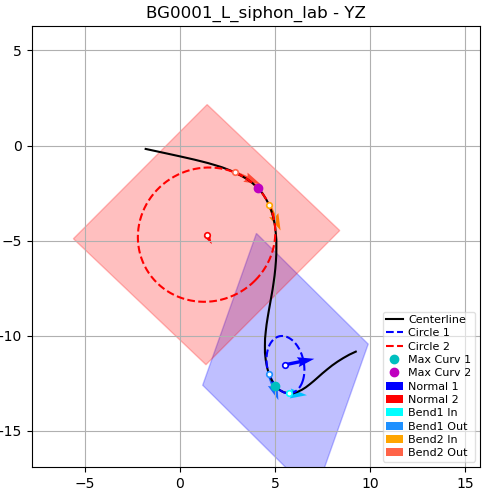 BG0001_L_siphon_lab - YZ
5
0
−5
−10
−15
−5
0
5
10
15
Centerline
Circle 1
Circle 2
Max Curv 1
Max Curv 2
Normal 1
Normal 2
Bend1 In
Bend1 Out
Bend2 In
Bend2 Out